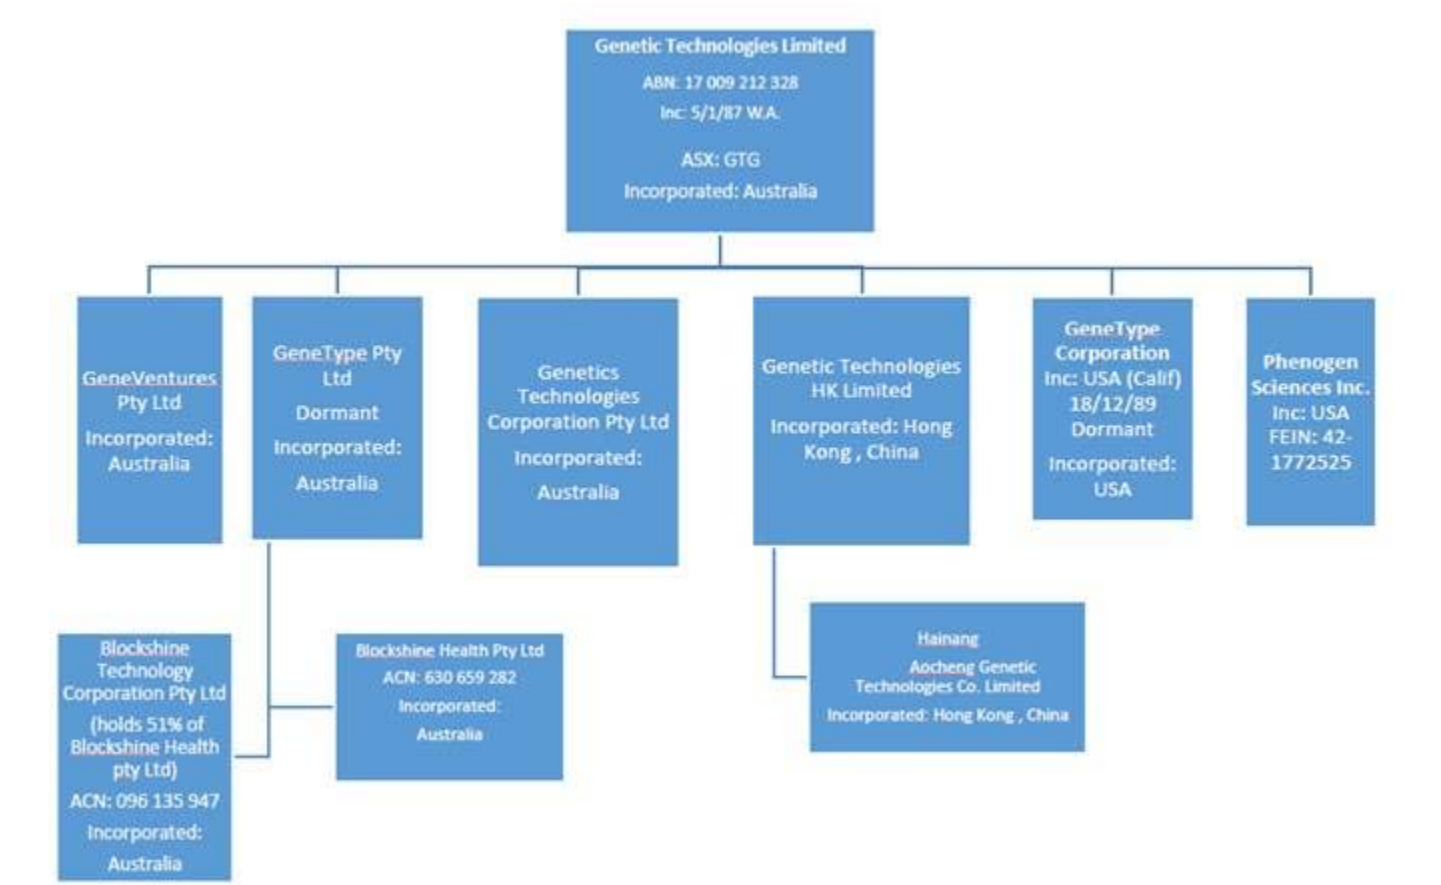 Genetic Technologies Limited
ABN: 17 009 212 328
Inc: 5/1/87 W.A.
ASX: GTG
Incorporated: Australia
GeneVentures
Pty Ltd
Incorporated:
Australia
GeneType Pty
Ltd
Dormant
Incorporated:
Australia
Genetics
Technologies
Corporation Pty Ltd
Incorporated:
Australia
Genetic Technologies
HK Limited
Incorporated: Hong
Kong , China
GeneType
Corporation
Inc: USA (Calif)
18/12/89
Dormant
Incorporated:
USA
Phenogen
Sciences Inc.
Inc: USA
FEIN: 42-
1772525
Blockshine
Technology
Corporation Pty Ltd
(holds 51% of
Blockshine Health
pty Ltd)
ACN: 096 135 947
Incorporated:
Australia
Blockshine Health Pty Ltd
ACN: 630 659 282
Incorporated:
Australia
Hainang
Aocheng Genetic
Technologies Co. Limited
Incorporated: Hong Kong , China